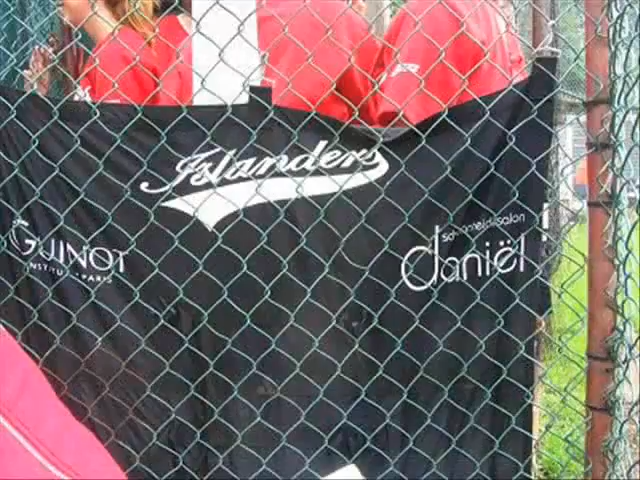 Islanders
GUINOT
INSTITUT • PARIS
schoonheidssalon
daniël